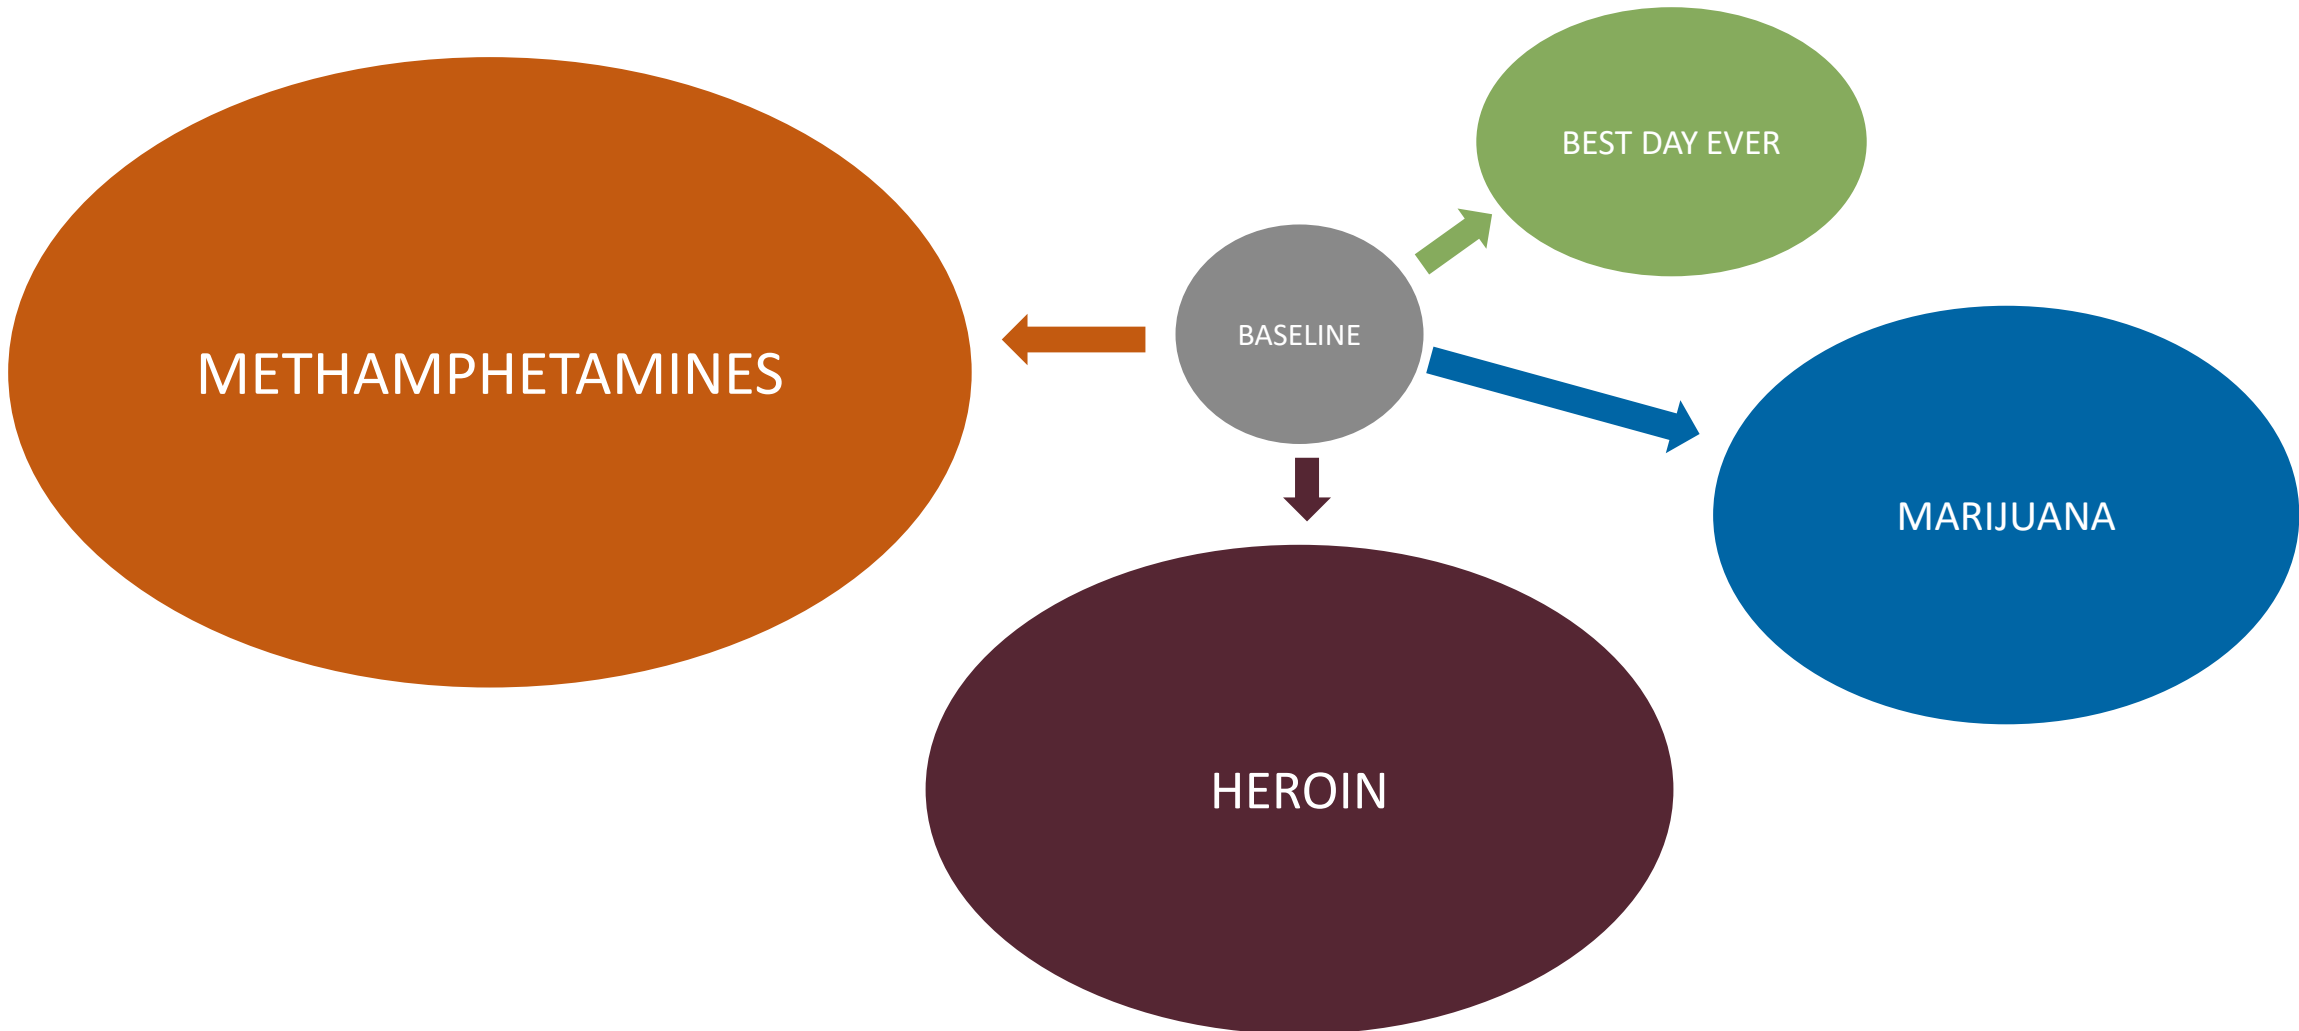 BEST DAY EVER
BASELINE
METHAMPHETAMINES
MARIJUANA
HEROIN